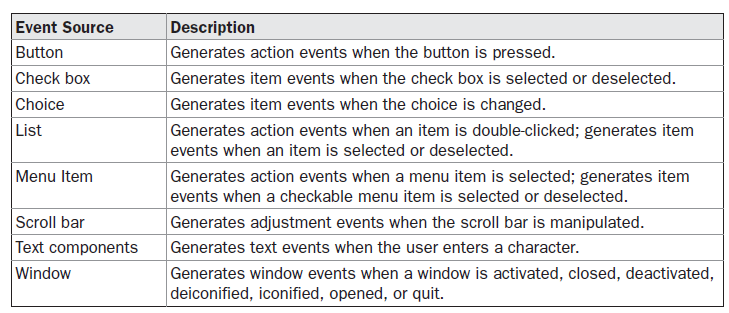 Event Source Description
Button Generates action events when the button is pressed.
Check box Generates item events when the check box is selected or deselected.
Choice Generates item events when the choice is changed.
List Generates action events when an item is double-clicked; generates item
events when an item is selected or deselected.
Menu Item Generates action events when a menu item is selected; generates item
events when a checkable menu item is selected or deselected.
Scroll bar Generates adjustment events when the scroll bar is manipulated.
Text components Generates text events when the user enters a character.
Window Generates window events when a window is activated, closed, deactivated,
deiconified, iconified, opened, or quit.